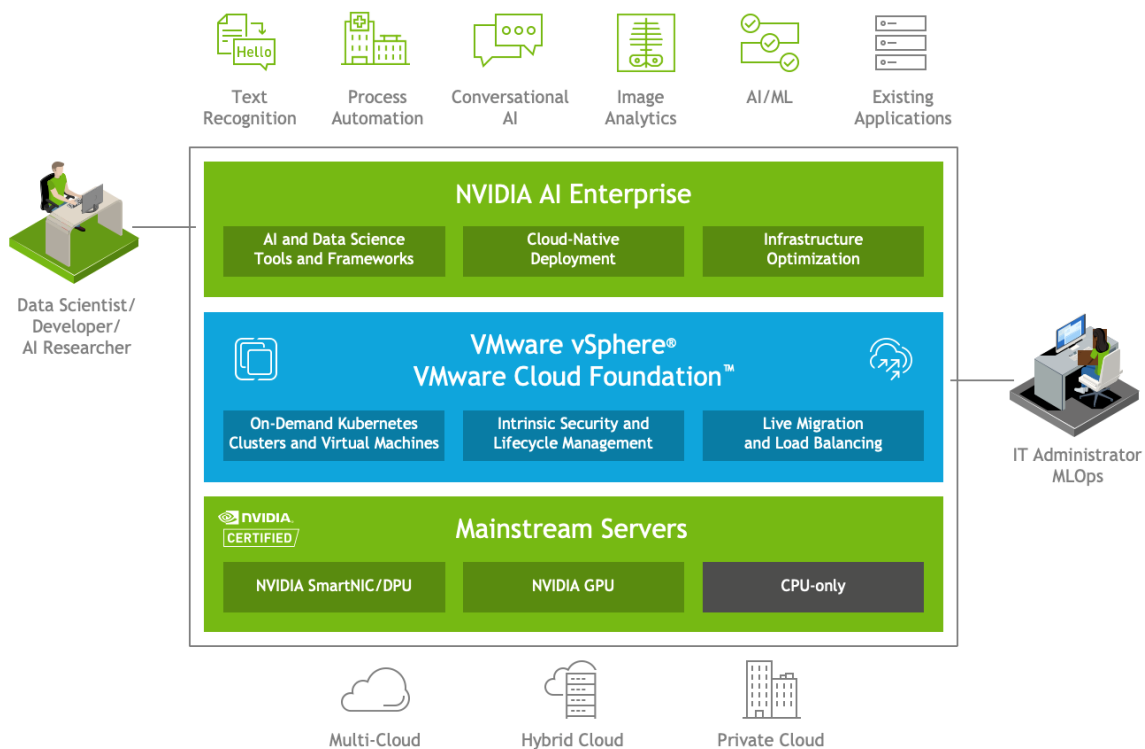 Hello
Text
Recognition
Process
Automation
Conversational
AI
Image
Analytics
AI/ML
Existing
Applications
NVIDIA AI Enterprise
AI and Data Science
Tools and Frameworks
Cloud-Native
Deployment
Infrastructure
Optimization
Data Scientist/
Developer/
AI Researcher
VMware vSphere®
VMware Cloud Foundation™
On-Demand Kubernetes
Clusters and Virtual Machines
Intrinsic Security and
Lifecycle Management
Live Migration
and Load Balancing
IT Administrator
MLOps
NVIDIA.
CERTIFIED
Mainstream Servers
NVIDIA SmartNIC/DPU
NVIDIA GPU
CPU-only
Multi-Cloud
Hybrid Cloud
Private Cloud